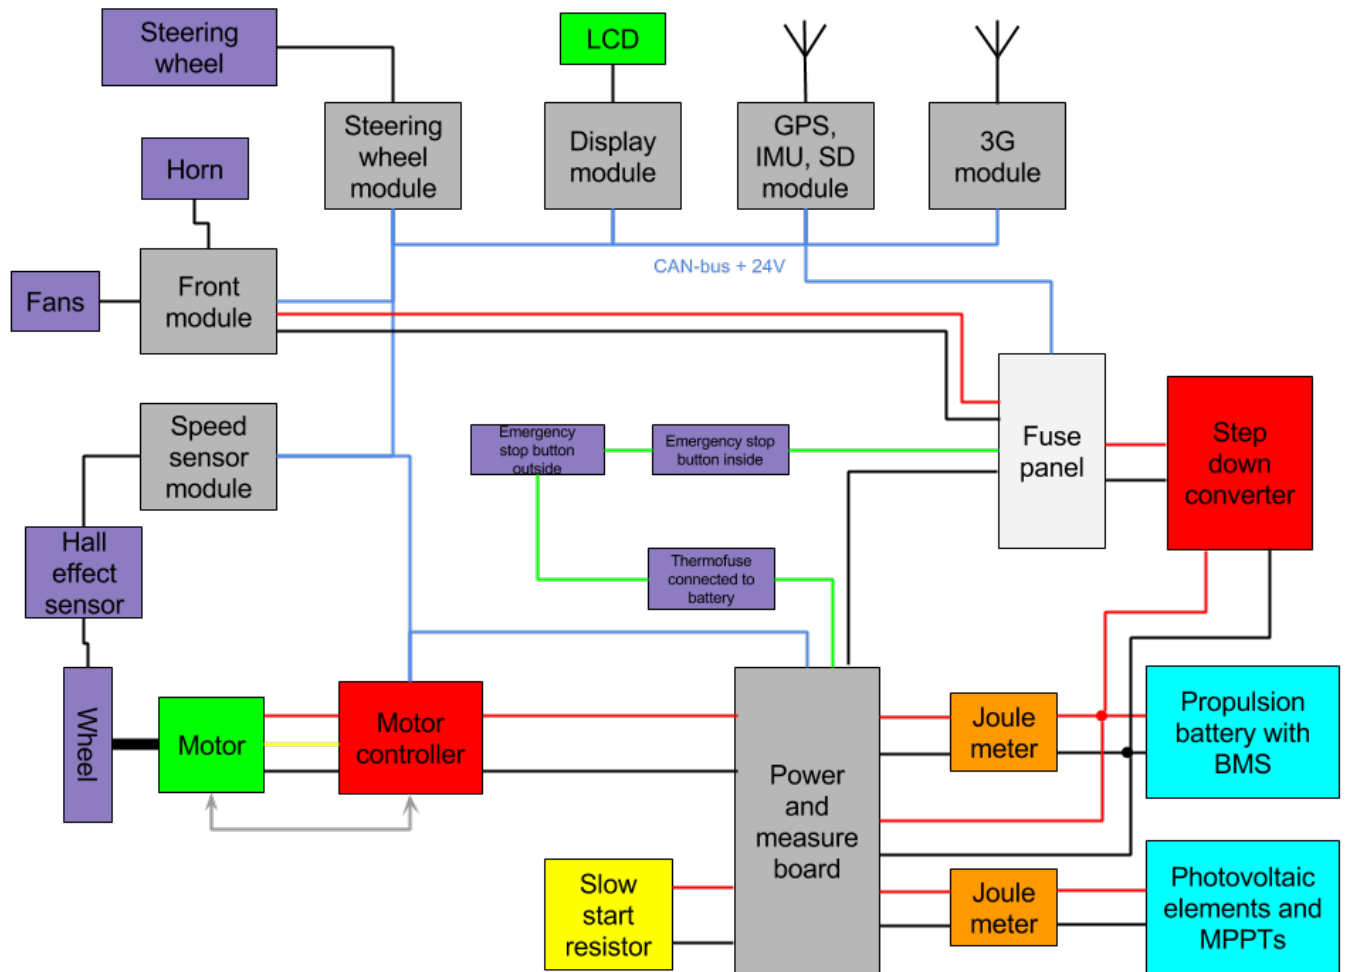 Steering
wheel
LCD
Steering
wheel
module
Display
module
GPS,
IMU, SD
module
3G
module
Horn
CAN-bus + 24V
Fans
Front
module
Speed
sensor
module
Emergency
stop button
outside
Emergency stop
button inside
Fuse
panel
Step
down
converter
Hall
effect
sensor
Thermofuse
connected to
battery
Wheel
Motor
Motor
controller
Power
and
measure
board
Joule
meter
Propulsion
battery with
BMS
Slow
start
resistor
Joule
meter
Photovoltaic
elements and
MPPTs